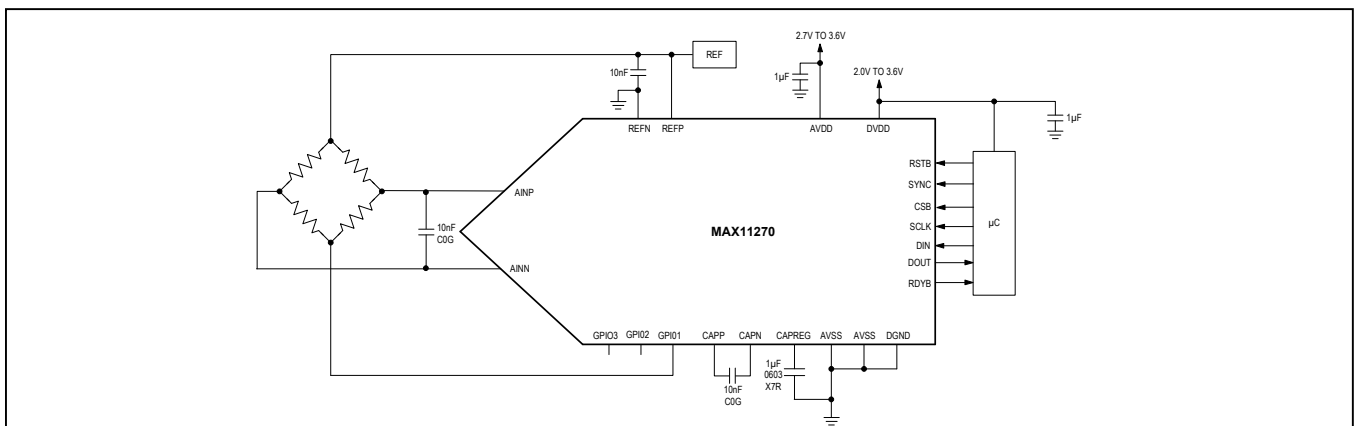 2.7V TO 3.6V
REF
10nF
1µF
2.0V TO 3.6V
1µF
REFN
REFP
AVDD
DVDD
RSTB
SYNC
CSB
SCLK
DIN
DOUT
RDYB
µC
AINP
10nF
C0G
AINN
MAX11270
GPIO3
GPI02
GPI01
CAPP
CAPN
CAPREG
AVSS
AVSS
DGND
10nF
C0G
1µF
0603
X7R